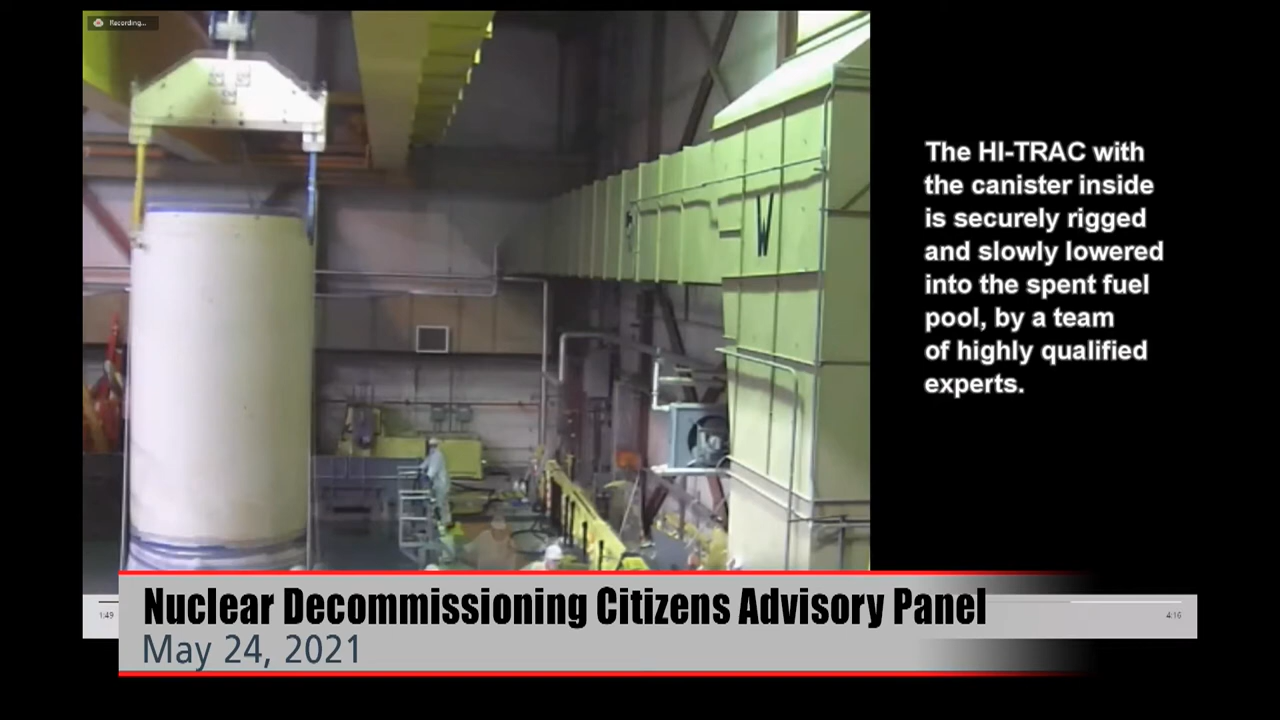 Recording...
W
The HI-TRAC with
the canister inside
is securely rigged
and slowly lowered
into the spent fuel
pool, by a team
of highly qualified
experts.
1:49
4:16
Nuclear Decommissioning Citizens Advisory Panel
May 24, 2021